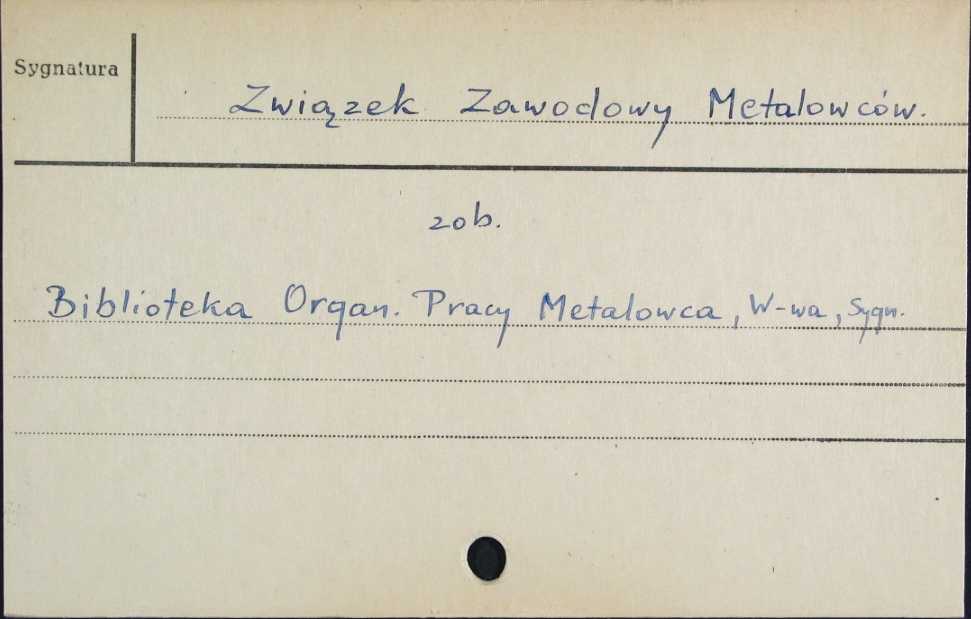 Sygnatura
Związek Zawodowy Metalowców.
zob.
Biblioteka Organ. Pracy Metalowca, W-wa, Sygn.